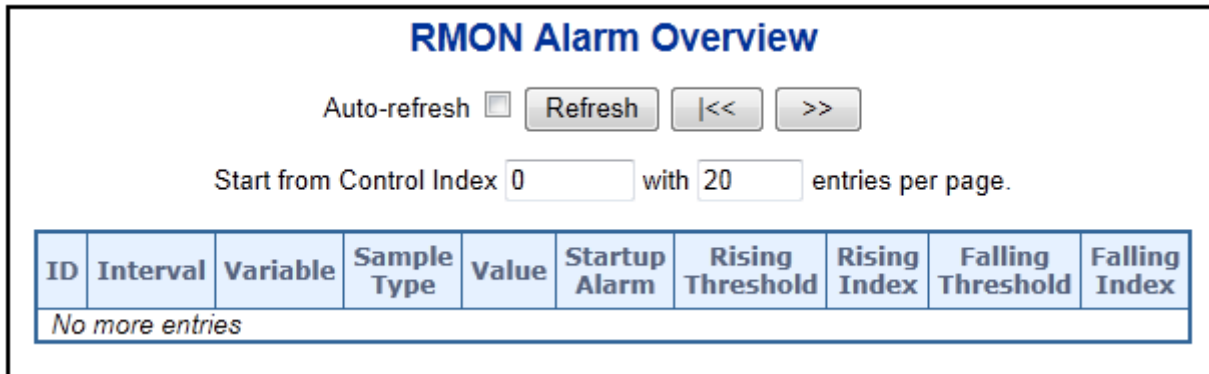 RMON Alarm Overview
Auto-refresh Refresh |<< >>
Start from Control Index 0 with 20 entries per page.
ID Interval Variable Sample Type Value Startup Alarm Rising Threshold Rising Index Falling Threshold Falling Index
No more entries